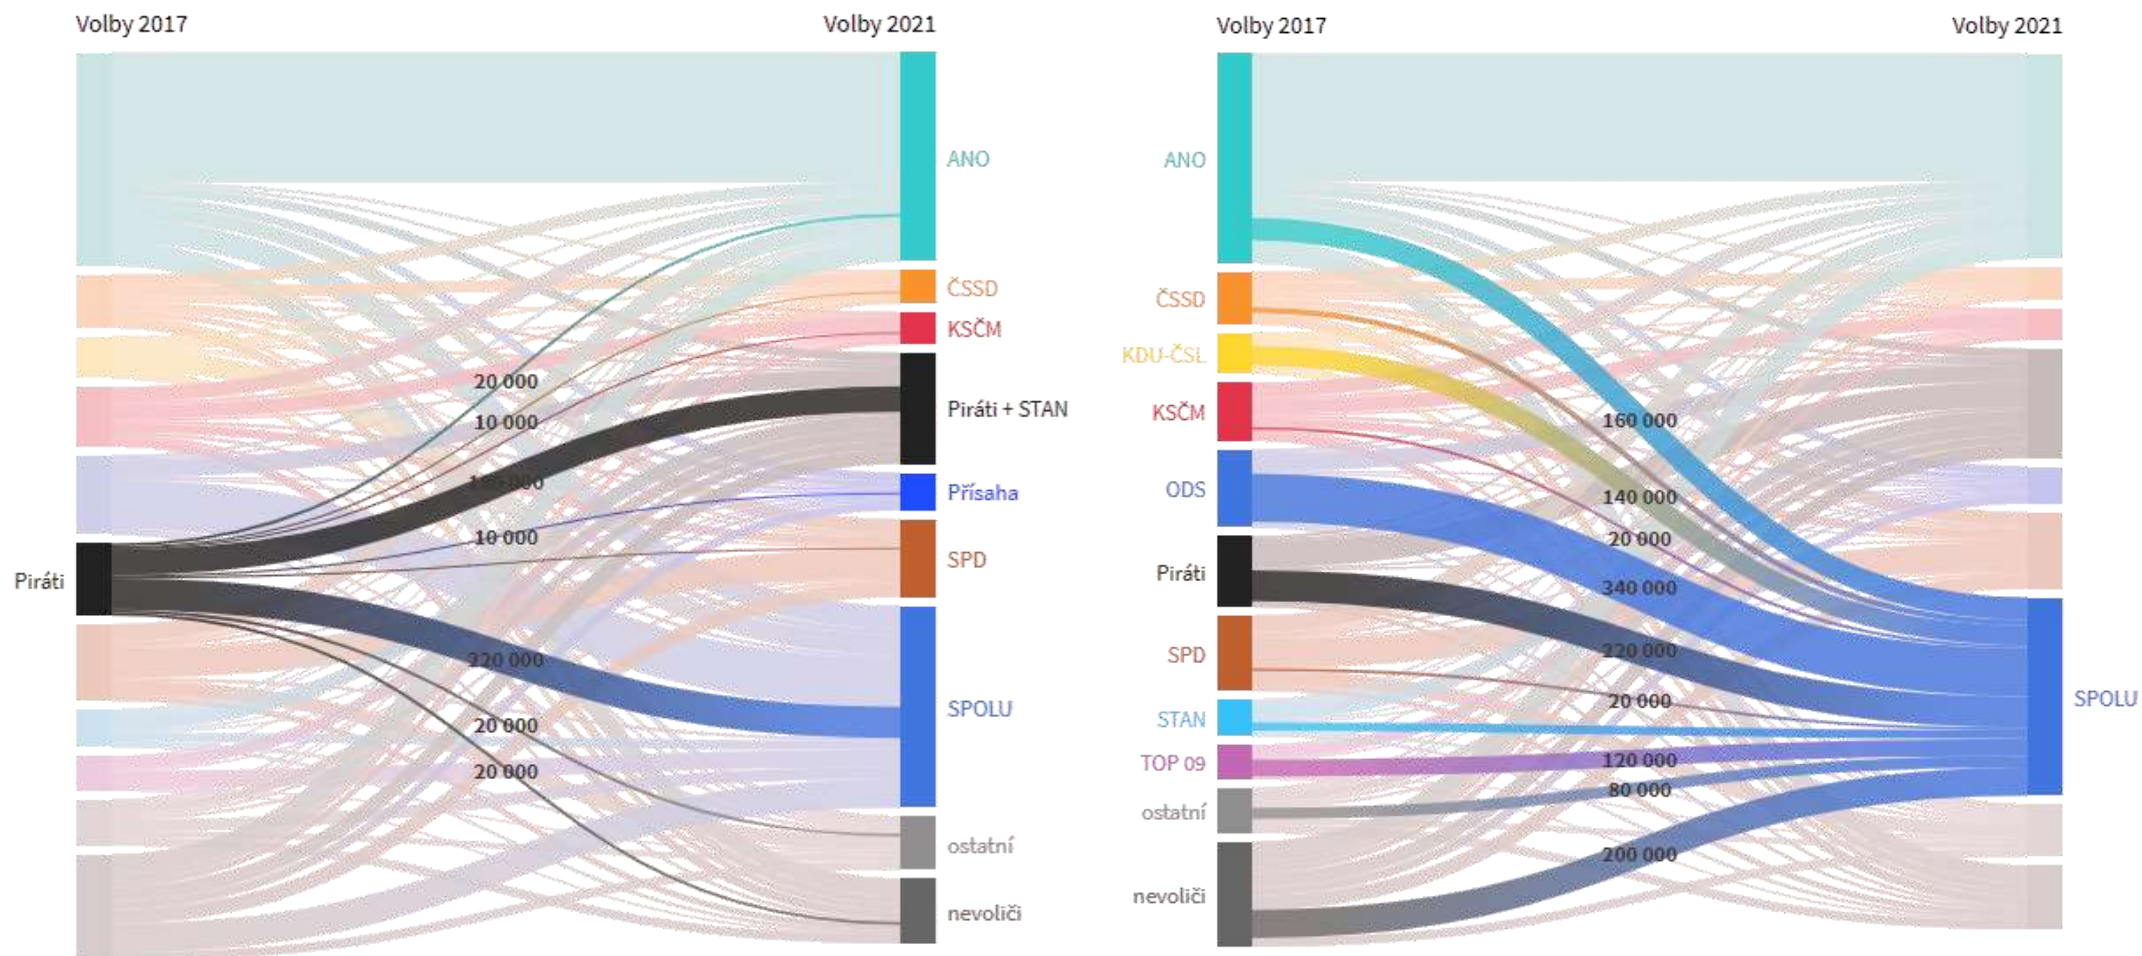 Volby 2017
Volby 2021
ANO
ČSSD
KSČM
20 000
10 000
Piráti + STAN
Přísaha
10 000
SPD
Piráti
220 000
SPOLU
20 000
20 000
ostatní
nevoliči
Volby 2017
Volby 2021
ANO
ČSSD
KDU-ČSL
KSČM
160 000
ODS
140 000
20 000
Piráti
340 000
SPD
220 000
20 000
SPOLU
STAN
TOP 09
120 000
80 000
ostatní
200 000
nevoliči